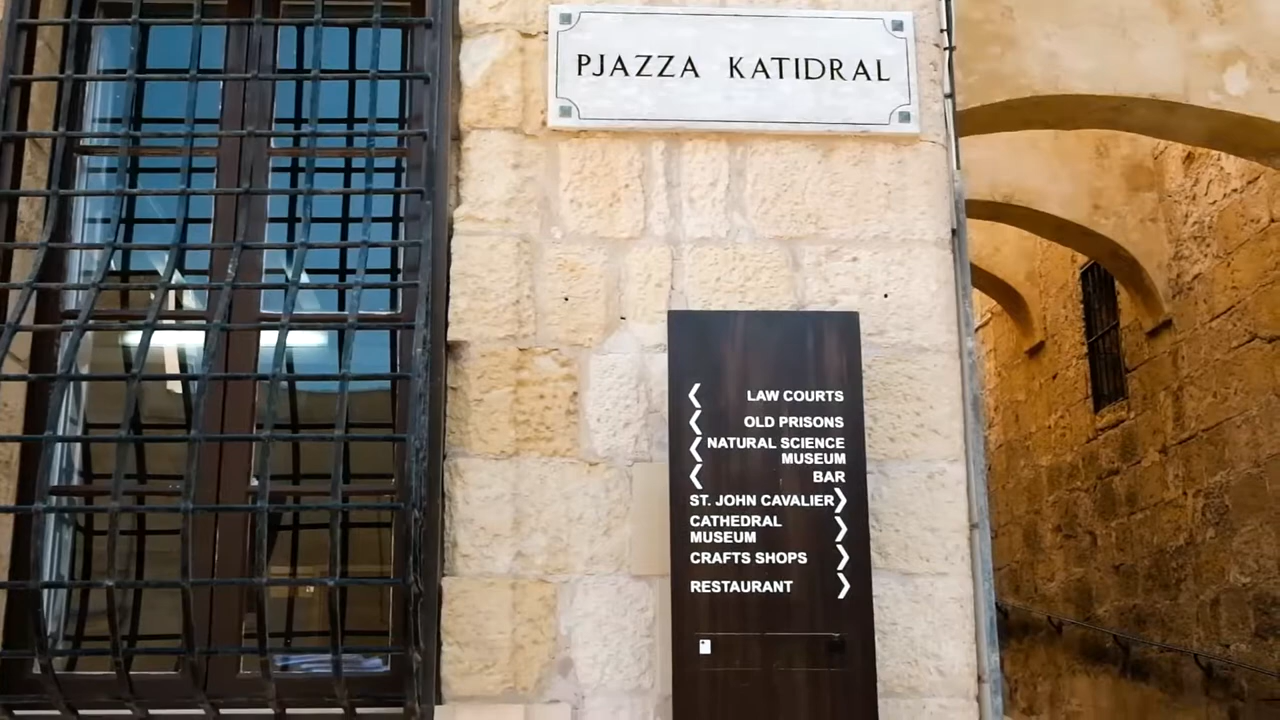 PJAZZA KATIDRAL
LAW COURTS
OLD PRISONS
NATURAL SCIENCE
MUSEUM
BAR
ST. JOHN CAVALIER
CATHEDRAL
MUSEUM
CRAFTS SHOPS
RESTAURANT